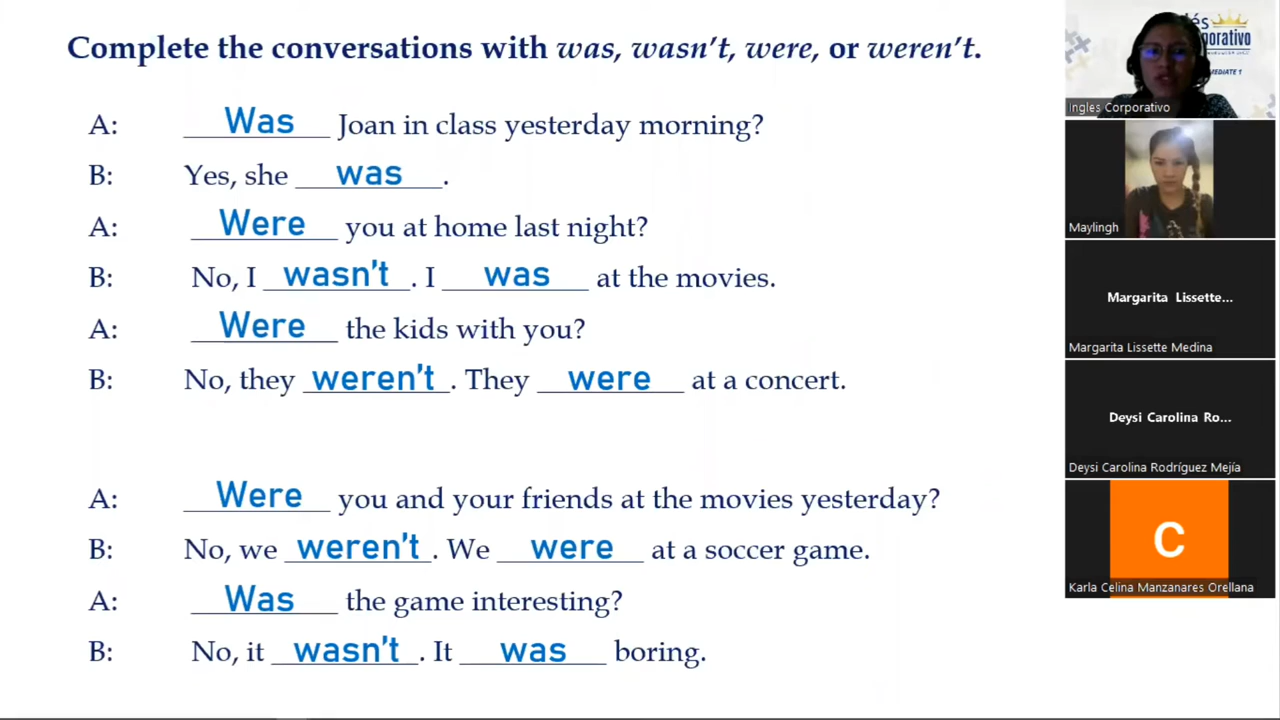 Complete the conversations with was, wasn't, were, or weren't.
A: Was Joan in class yesterday morning?
B: Yes, she was.
A: Were you at home last night?
B: No, I wasn't. I was at the movies.
A: Were the kids with you?
B: No, they weren't. They were at a concert.
A: Were you and your friends at the movies yesterday?
B: No, we weren't. We were at a soccer game.
A: Was the game interesting?
B: No, it wasn't. It was boring.
Ingles Corporativo
Maylingh
Margarita Lissette...
Margarita Lissette Medina
Deysi Carolina Ro...
Deysi Carolina Rodríguez Mejía
C
Karla Celina Manzanares Orellana